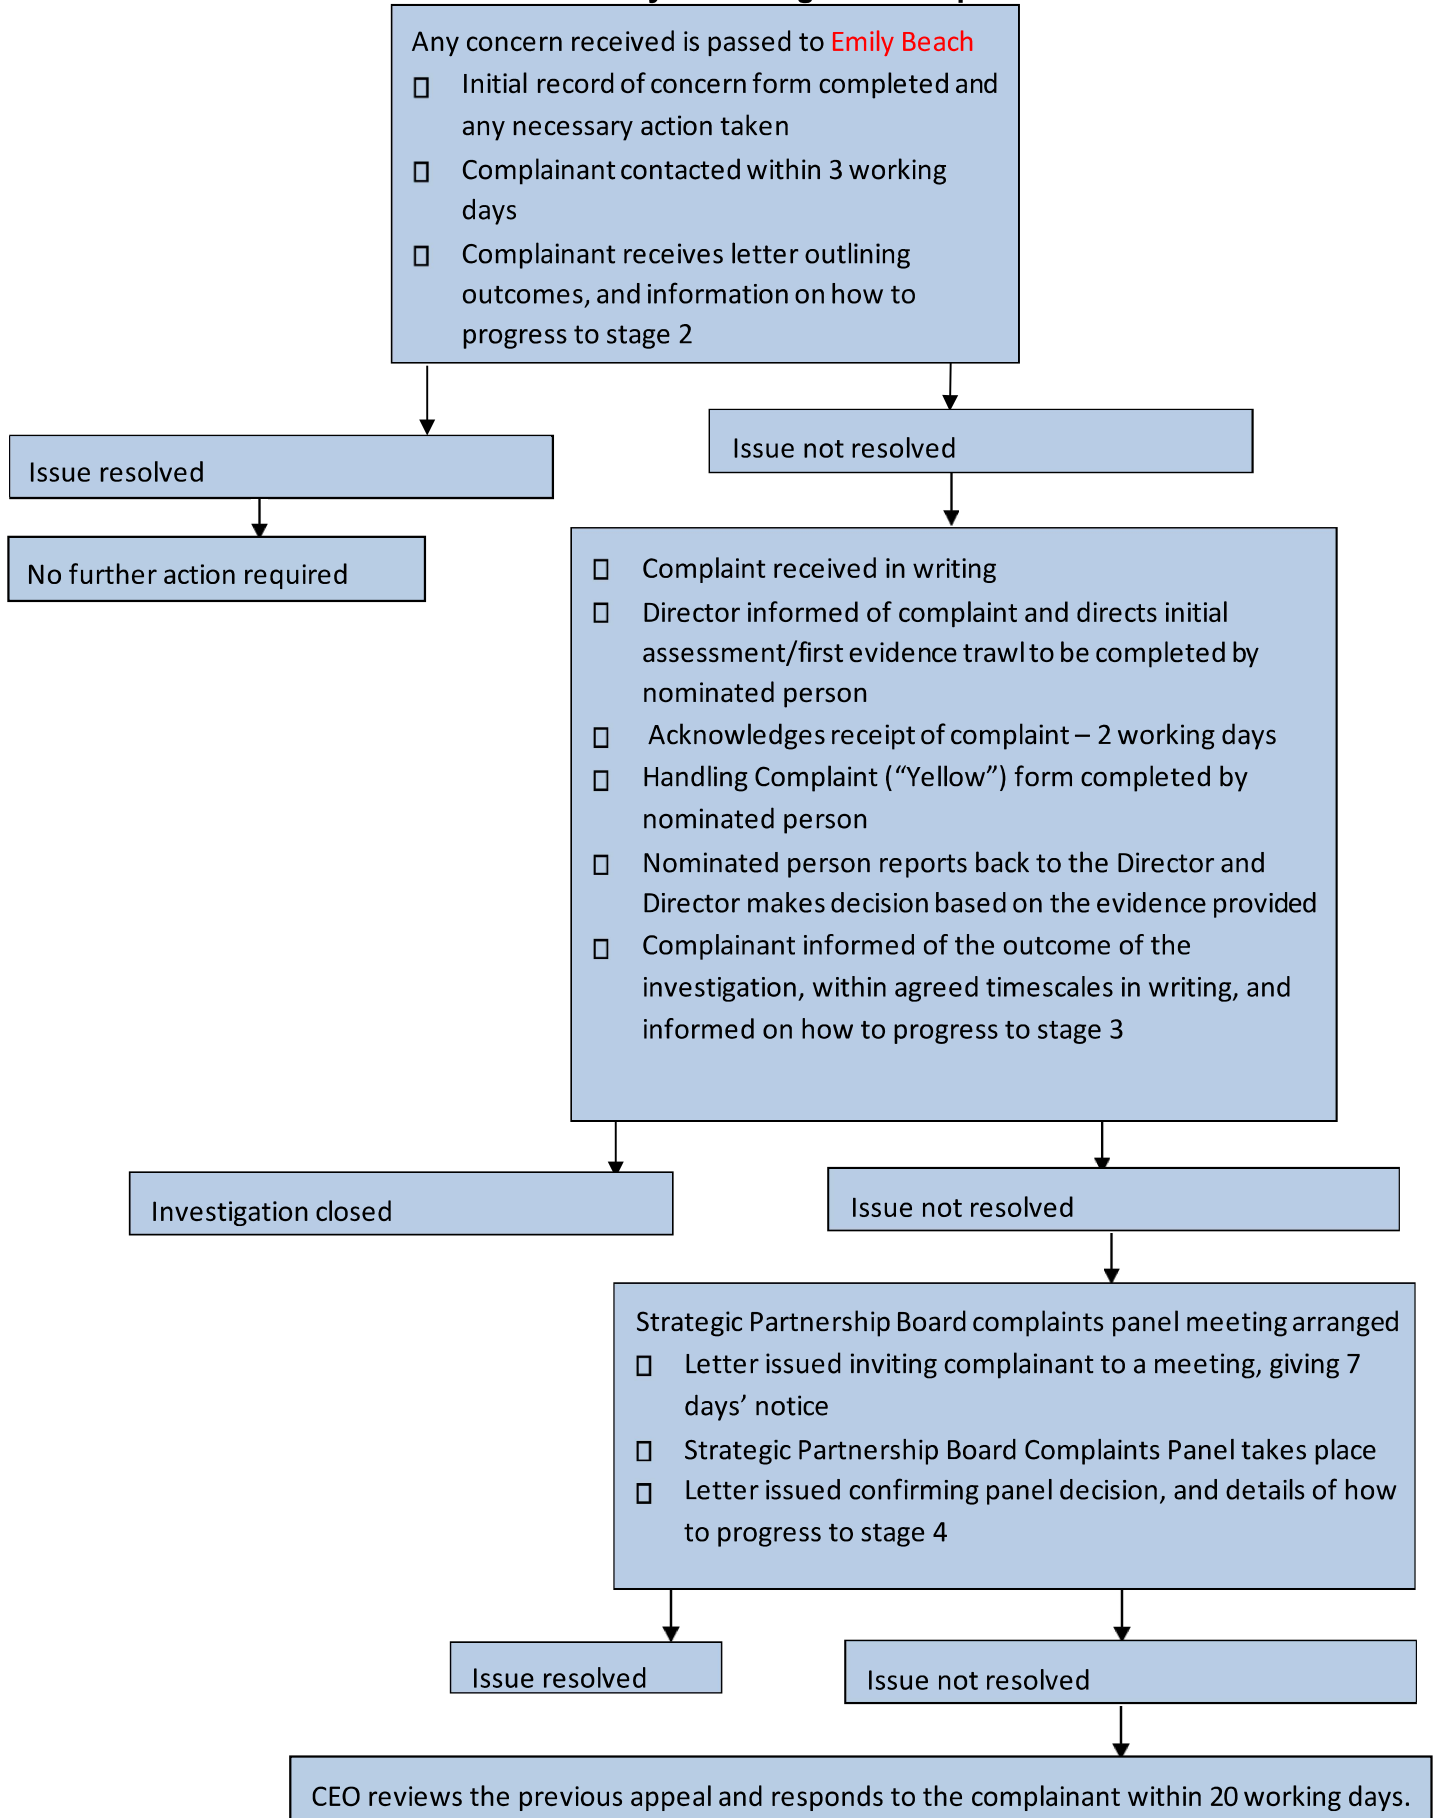 Any concern received is passed to Emily Beach
Initial record of concern form completed and
any necessary action taken
Complainant contacted within 3 working
days
Complainant receives letter outlining
outcomes, and information on how to
progress to stage 2
Issue resolved
Issue not resolved
No further action required
Complaint received in writing
Director informed of complaint and directs initial
assessment/first evidence trawl to be completed by
nominated person
Acknowledges receipt of complaint – 2 working days
Handling Complaint (“Yellow”) form completed by
nominated person
Nominated person reports back to the Director and
Director makes decision based on the evidence provided
Complainant informed of the outcome of the
investigation, within agreed timescales in writing, and
informed on how to progress to stage 3
Investigation closed
Issue not resolved
Strategic Partnership Board complaints panel meeting arranged
Letter issued inviting complainant to a meeting, giving 7
days’ notice
Strategic Partnership Board Complaints Panel takes place
Letter issued confirming panel decision, and details of how
to progress to stage 4
Issue resolved
Issue not resolved
CEO reviews the previous appeal and responds to the complainant within 20 working days.